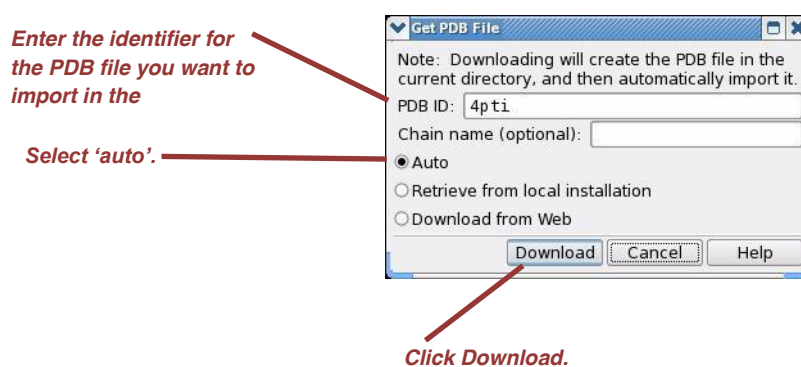 Enter the identifier for
the PDB file you want to
import in the
Select ‘auto’.
Get PDB File
Note: Downloading will create the PDB file in the
current directory, and then automatically import it.
PDB ID: 4pti
Chain name (optional):
Auto
Retrieve from local installation
Download from Web
Download Cancel Help
Click Download.